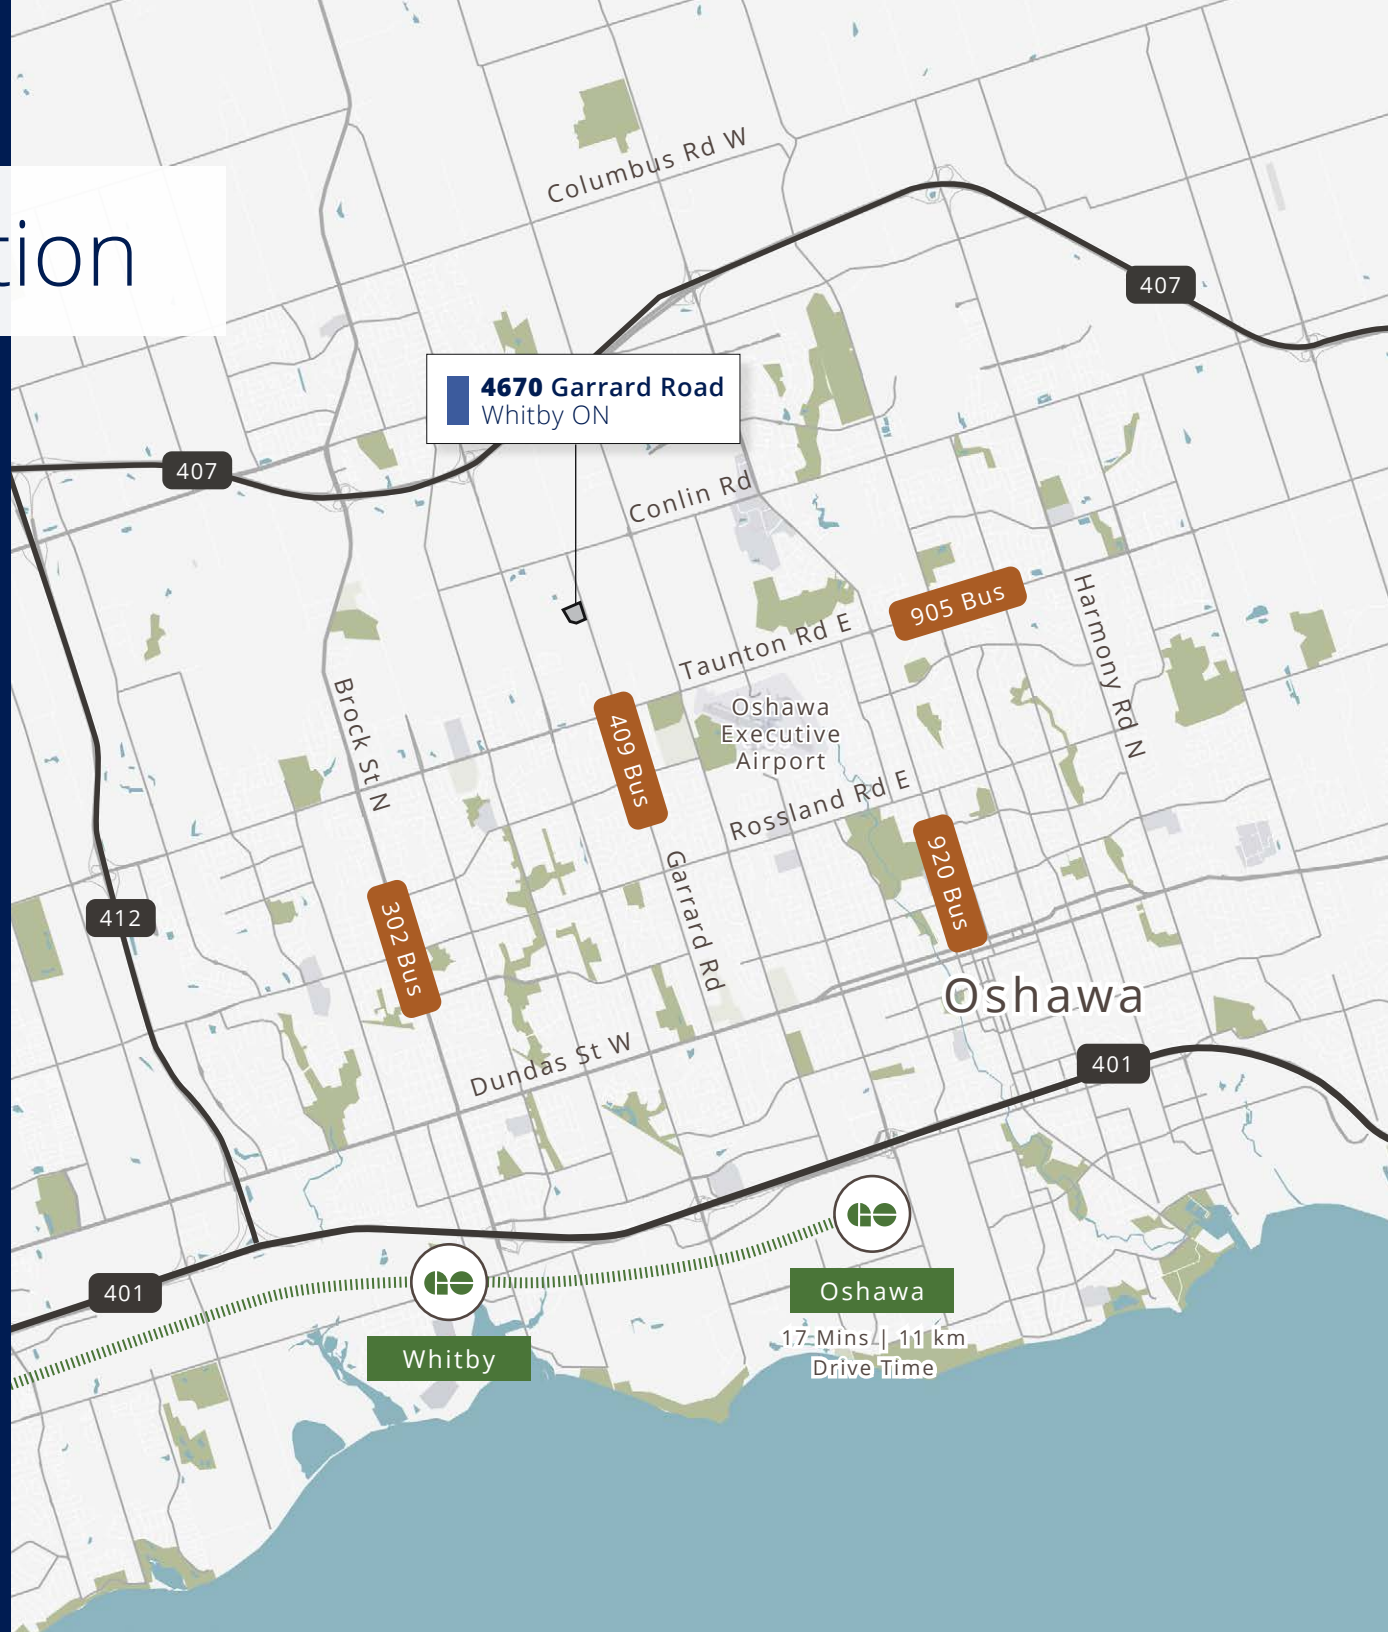 Columbus Rd W
tion
407
4670 Garrard Road
Whitby ON
407
Conlin Rd
905 Bus
Harmony Rd N
Taunton Rd E
Brock St N
Oshawa
Executive
Airport
409 Bus
Rossland Rd E
920 Bus
Garrard Rd
302 Bus
412
Oshawa
Dundas St W
401
GO
GO
401
Oshawa
17 Mins | 11 km
Drive Time
Whitby